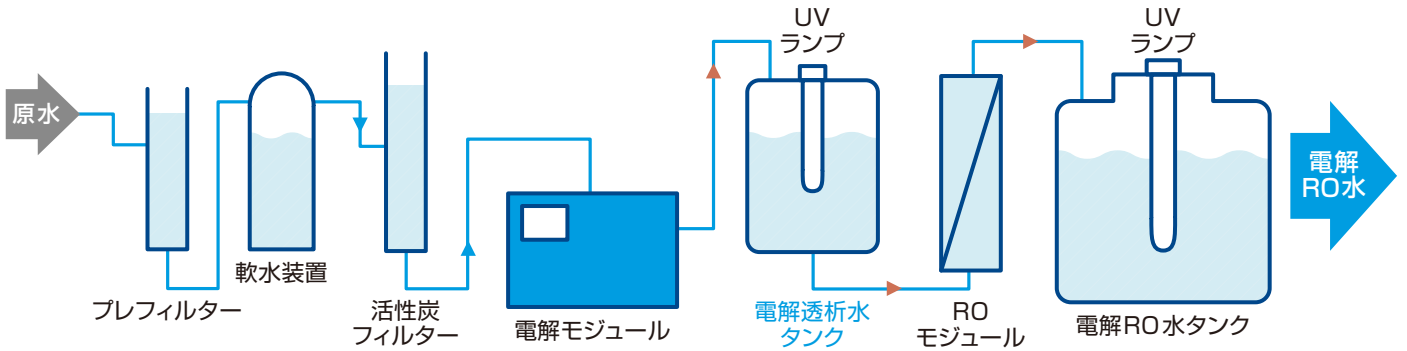 原水
プレフィルター
軟水装置
活性炭
フィルター
電解モジュール
UV
ランプ
電解透析水
タンク
RO
モジュール
UV
ランプ
電解RO水タンク
電解
RO水